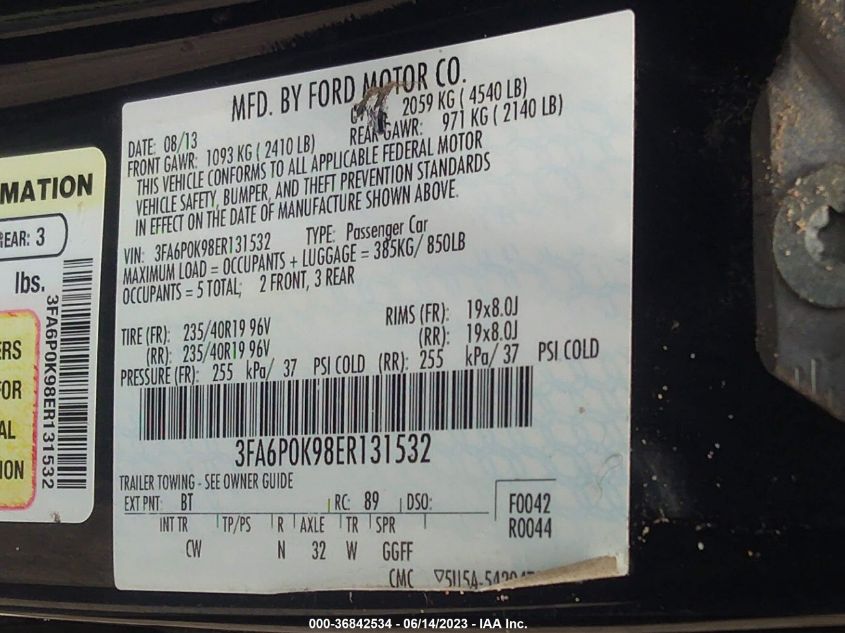 MATION
REAR: 3
lbs.
3FA6P0K98ER131532
ERS
FOR
AL
ION
MFD. BY FORD MOTOR CO.
DATE: 08/13 2059 KG ( 4540 LB)
FRONT GAWR: 1093 KG ( 2410 LB) REAR GAWR: 971 KG ( 2140 LB)
THIS VEHICLE CONFORMS TO ALL APPLICABLE FEDERAL MOTOR
VEHICLE SAFETY, BUMPER, AND THEFT PREVENTION STANDARDS
IN EFFECT ON THE DATE OF MANUFACTURE SHOWN ABOVE.
VIN: 3FA6P0K98ER131532 TYPE: Passenger Car
MAXIMUM LOAD = OCCUPANTS + LUGGAGE = 385KG/ 850LB
OCCUPANTS = 5 TOTAL; 2 FRONT, 3 REAR
TIRE (FR): 235/40R19 96V RIMS (FR): 19x8.0J
(RR): 235/40R19 96V (RR): 19x8.0J
PRESSURE (FR): 255 kPa/ 37 PSI COLD (RR): 255 kPa/ 37 PSI COLD
3FA6P0K98ER131532
TRAILER TOWING - SEE OWNER GUIDE
EXT PNT: BT RC: 89 DSO: F0042
INT TR TP/PS R AXLE TR SPR R0044
CW N 32 W GGFF
CMC
000-36842534 - 06/14/2023 - IAA Inc.